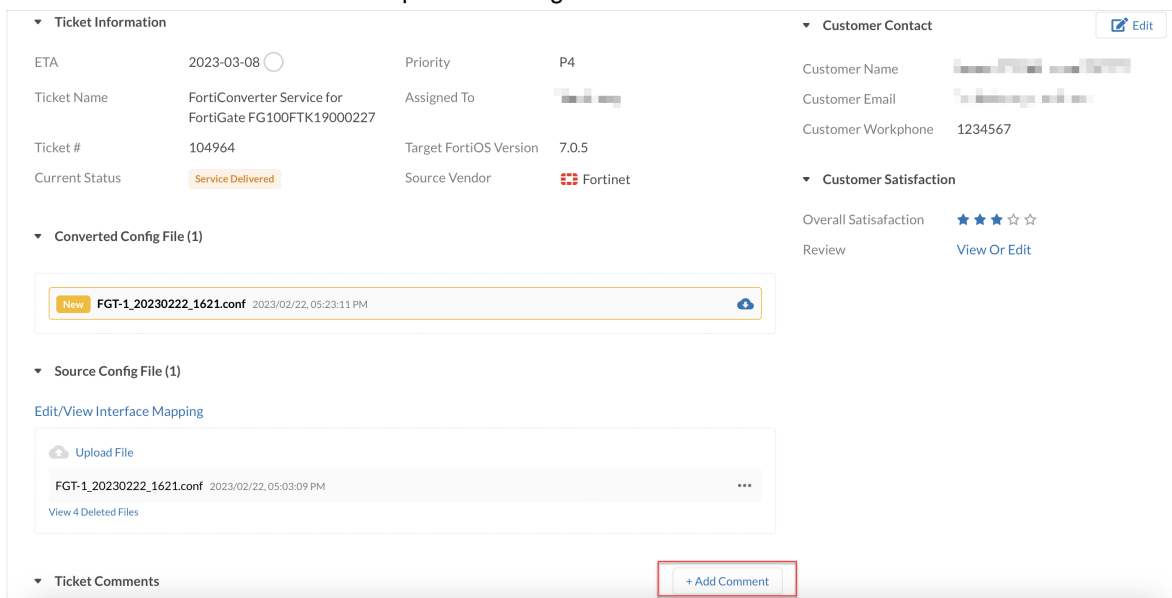 Ticket Information
ETA 2023-03-08 Priority P4
Ticket Name FortiConverter Service for Assigned To
FortiGate FG100FTK19000227
Ticket # 104964 Target FortiOS Version 7.0.5
Current Status Service Delivered Source Vendor Fortinet
Converted Config File (1)
New FGT-1_20230222_1621.conf 2023/02/22, 05:23:11 PM
Source Config File (1)
Edit/View Interface Mapping
Upload File
FGT-1_20230222_1621.conf 2023/02/22, 05:03:09 PM
View 4 Deleted Files
Ticket Comments + Add Comment
Customer Contact Edit
Customer Name
Customer Email
Customer Workphone 1234567
Customer Satisfaction
Overall Satisafaction
Review View Or Edit